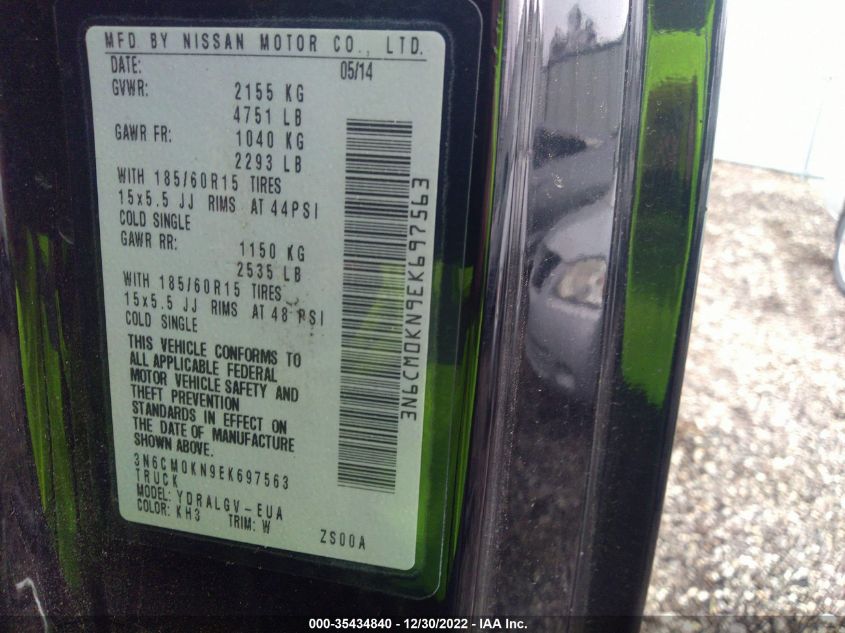 MFD. BY NISSAN MOTOR CO., LTD.
DATE: 05/14
GVWR: 2155 KG
4751 LB
GAWR FR: 1040 KG
2293 LB
WITH 185/60R15 TIRES
15x5.5 JJ RIMS AT 44PSI
COLD SINGLE
GAWR RR: 1150 KG
2535 LB
WITH 185/60R15 TIRES
15x5.5 JJ RIMS AT 48 PSI
COLD SINGLE
THIS VEHICLE CONFORMS TO
ALL APPLICABLE FEDERAL
MOTOR VEHICLE SAFETY AND
THEFT PREVENTION
STANDARDS IN EFFECT ON
THE DATE OF MANUFACTURE
SHOWN ABOVE.
3N6CM0KN9EK697563
TRUCK
MODEL: YDRALGV-EUA
COLOR: KH3 TRIM: W ZS00A
3N6CM0KN9EK697563
000-35434840 - 12/30/2022 - IAA Inc.